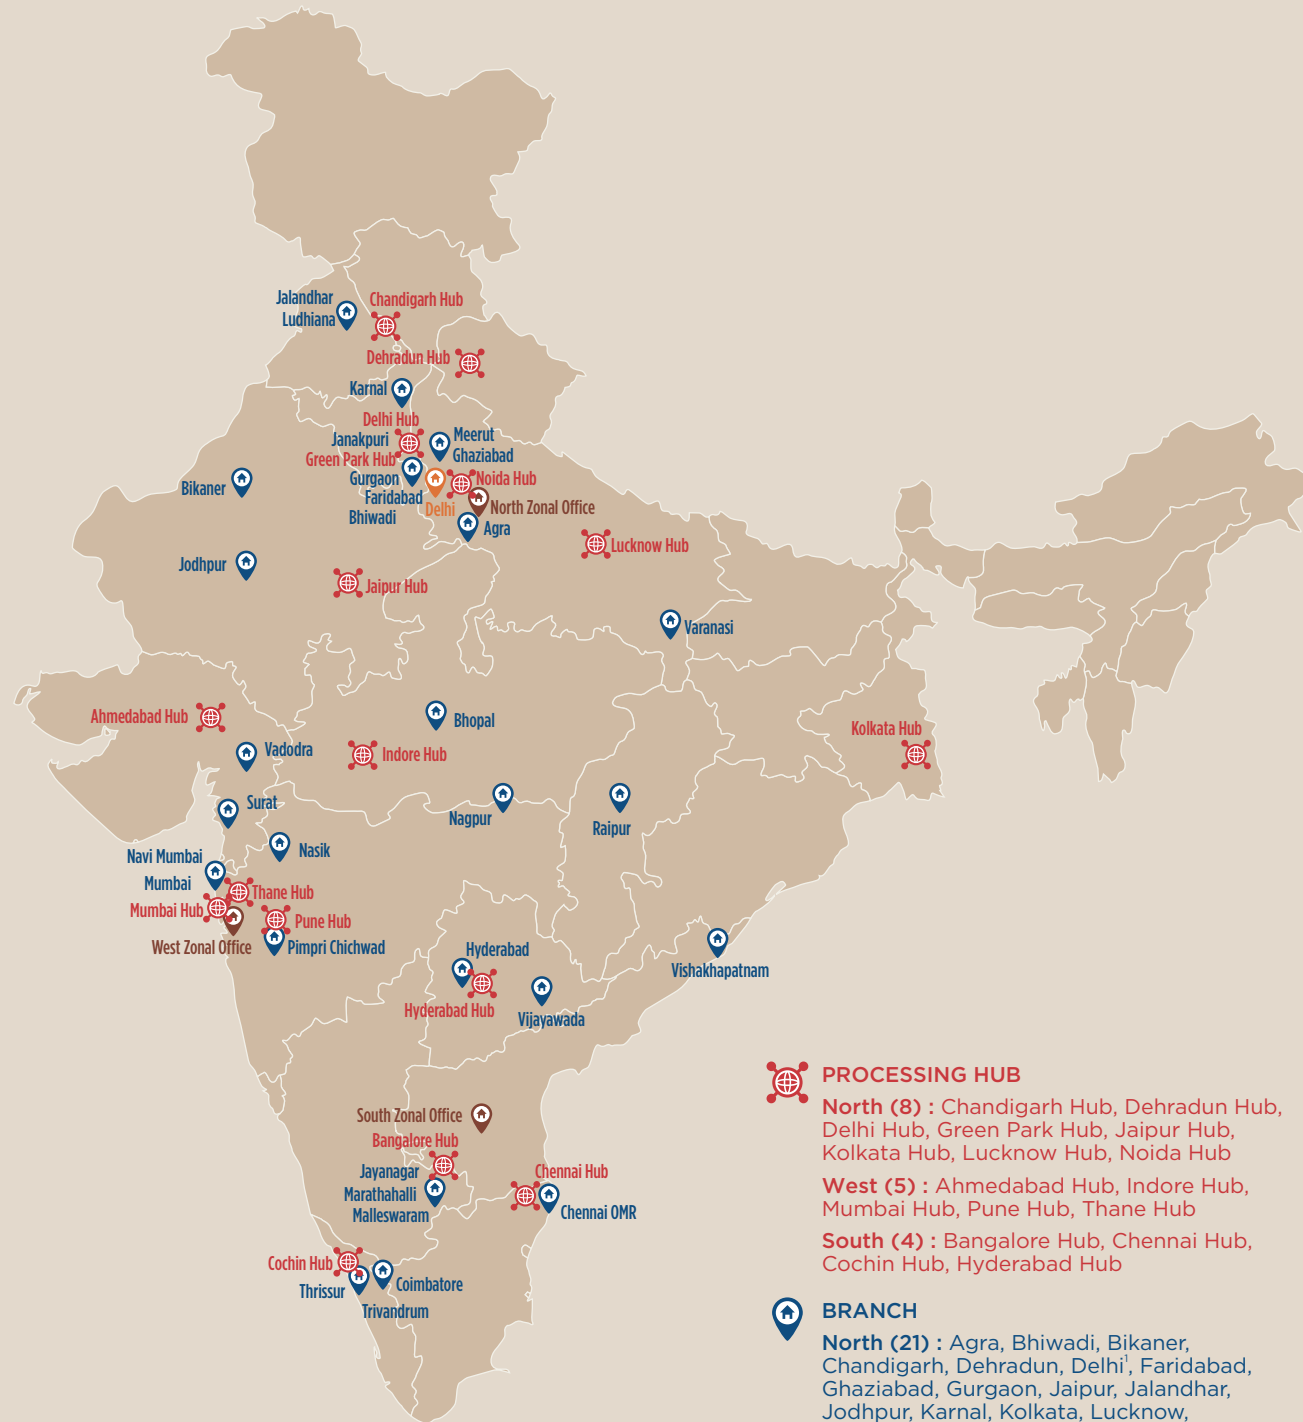 Jalandhar
Ludhiana
Chandigarh Hub
Dehradun Hub
Karnal
Delhi Hub
Janakpuri
Green Park Hub
Meerut
Ghaziabad
Gurgaon
Faridabad
Bhiwadi
Delhi
Noida Hub
North Zonal Office
Agra
Bikaner
Lucknow Hub
Jodhpur
Jaipur Hub
Varanasi
Ahmedabad Hub
Bhopal
Kolkata Hub
Vadodra
Indore Hub
Surat
Nagpur
Raipur
Nasik
Navi Mumbai
Mumbai
Thane Hub
Mumbai Hub
Pune Hub
West Zonal Office
Pimpri Chichwad
Hyderabad
Vishakhapatnam
Hyderabad Hub
Vijayawada
South Zonal Office
Bangalore Hub
Jayanagar
Marathahalli
Malleswaram
Chennai Hub
Chennai OMR
Cochin Hub
Thrissur
Coimbatore
Trivandrum
PROCESSING HUB
North (8) : Chandigarh Hub, Dehradun Hub,
Delhi Hub, Green Park Hub, Jaipur Hub,
Kolkata Hub, Lucknow Hub, Noida Hub
West (5) : Ahmedabad Hub, Indore Hub,
Mumbai Hub, Pune Hub, Thane Hub
South (4) : Bangalore Hub, Chennai Hub,
Cochin Hub, Hyderabad Hub
BRANCH
North (21) : Agra, Bhiwadi, Bikaner,
Chandigarh, Dehradun, Delhi¹, Faridabad,
Ghaziabad, Gurgaon, Jaipur, Jalandhar,
Jodhpur, Karnal, Kolkata, Lucknow,